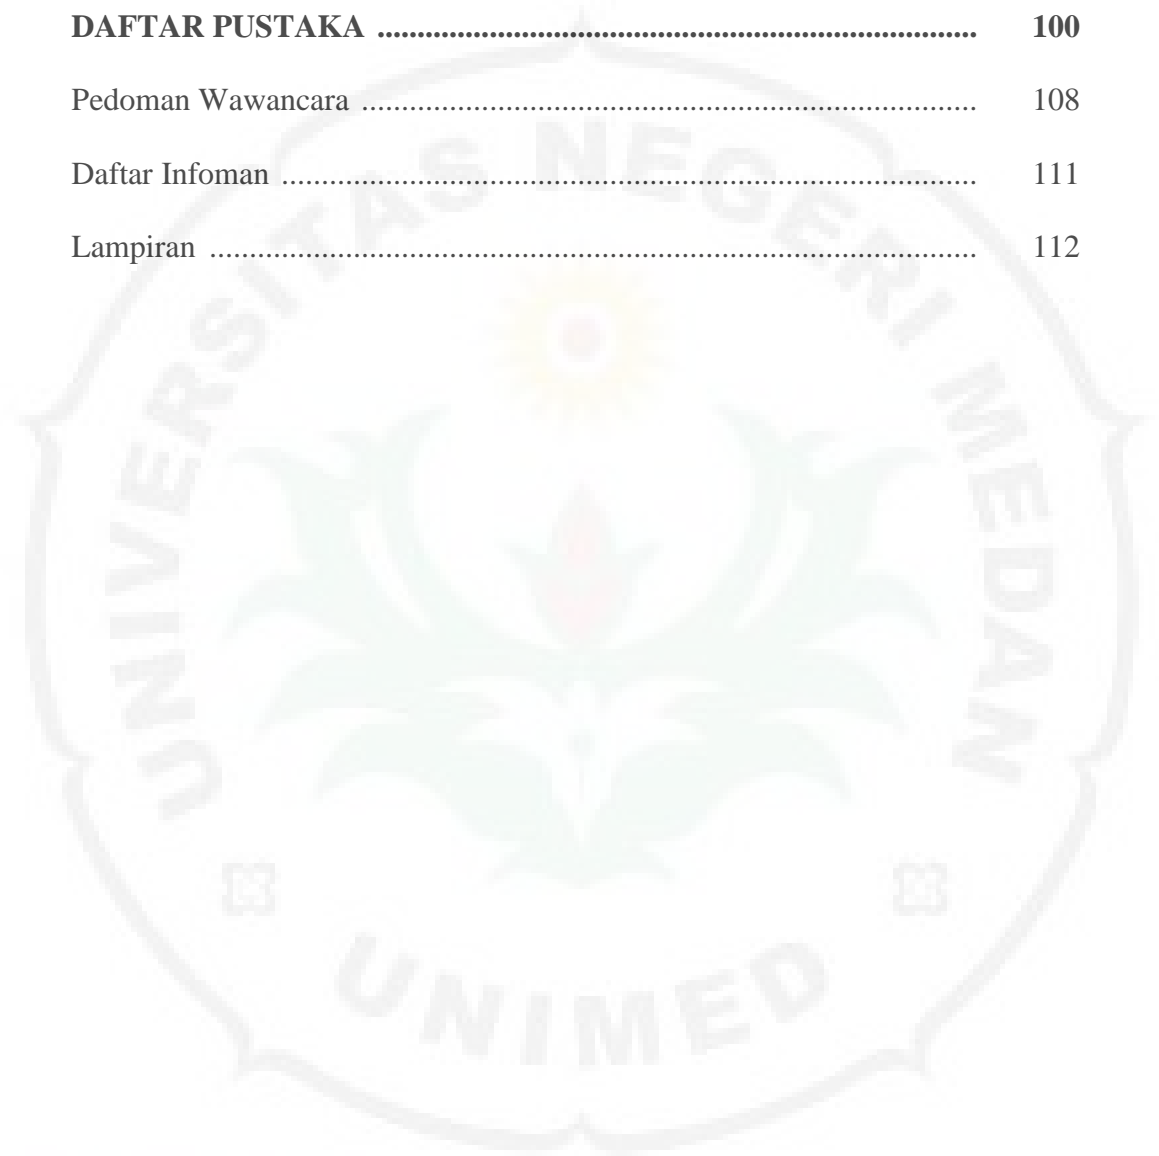 DAFTAR PUSTAKA ........................................................................... 100
Pedoman Wawancara ............................................................................. 108
Daftar Infoman ....................................................................................... 111
Lampiran ................................................................................................ 112
UNIVERSITAS NEGERI MEDAN
UNIMED